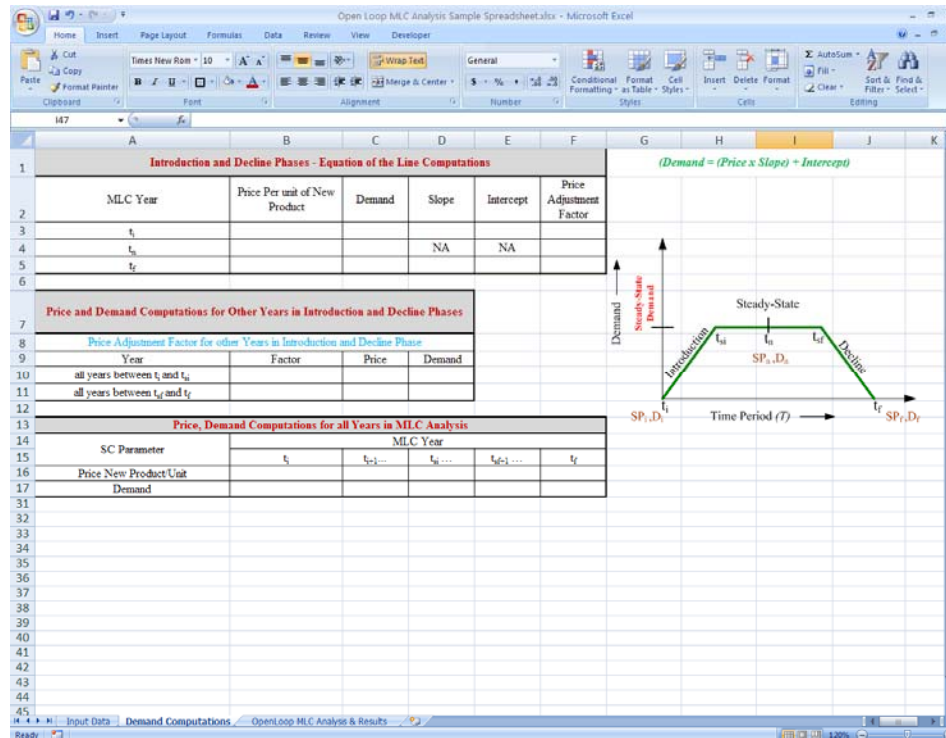 Open Loop MLC Analysis Sample Spreadsheet.xlsx - Microsoft Excel
Home Insert Page Layout Formulas Data Review View Developer
Cut
Copy
Format Painter
Paste
Clipboard
Times New Rom 10
B I U
Font
Wrap Text
Merge & Center
Alignment
General
$ % ,
Number
Conditional Formatting
Format as Table
Cell Styles
Styles
Insert Delete Format
Cells
Σ AutoSum
Fill
Clear
Sort & Filter
Find & Select
Editing
I47 fx
A B C D E F G H I J K
1 Introduction and Decline Phases - Equation of the Line Computations (Demand = (Price x Slope) + Intercept)
2 MLC Year Price Per unit of New Product Demand Slope Intercept Price Adjustment Factor
3 ti
4 tn NA NA
5 tf
6
7 Price and Demand Computations for Other Years in Introduction and Decline Phases
8 Price Adjustment Factor for other Years in Introduction and Decline Phase
9 Year Factor Price Demand
10 all years between ti and tsi
11 all years between tsf and tf
12
13 Price, Demand Computations for all Years in MLC Analysis
14 SC Parameter MLC Year
15 ti ti+1... tsi ... tsf+1 ... tf
16 Price New Product/Unit
17 Demand
31
32
33
34
35
36
37
38
39
40
41
42
43
44
45
Demand
Steady-State Demand
Steady-State
Introduction
tsi tn tsf
Decline
SPn,Dn
ti tf
SPi,Di Time Period (T) SPf,Df
Input Data Demand Computations OpenLoop MLC Analysis & Results
Ready 120%